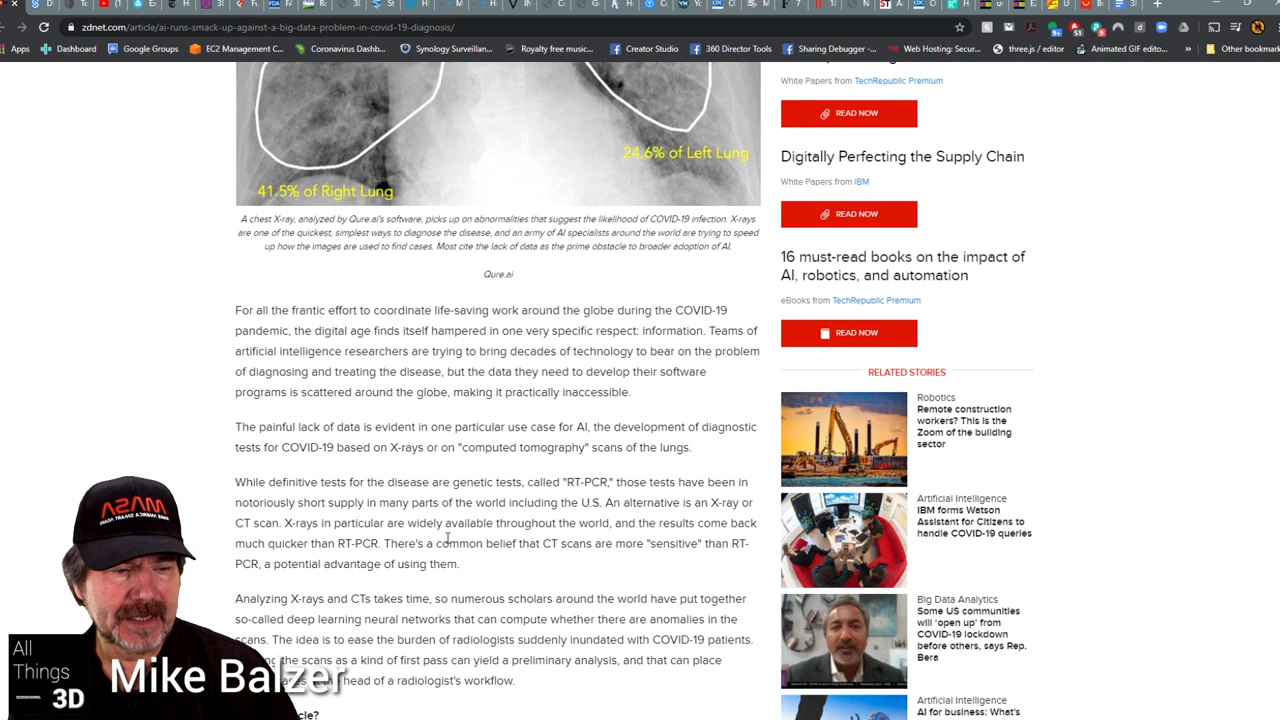 zdnet.com/article/ai-runs-smack-up-against-a-big-data-problem-in-covid-19-diagnosis/
Apps
Dashboard
Google Groups
EC2 Management C...
Coronavirus Dashb...
Synology Surveillan...
Royalty free music...
Creator Studio
360 Director Tools
Sharing Debugger -...
Web Hosting: Secur...
three.js / editor
Animated GIF edito...
»
Other bookmar
24.6% of Left Lung
41.5% of Right Lung
A chest X-ray, analyzed by Qure.ai's software, picks up on abnormalities that suggest the likelihood of COVID-19 infection. X-rays
are one of the quickest, simplest ways to diagnose the disease, and an army of AI specialists around the world are trying to speed
up how the images are used to find cases. Most cite the lack of data as the prime obstacle to broader adoption of AI.
Qure.ai
For all the frantic effort to coordinate life-saving work around the globe during the COVID-19
pandemic, the digital age finds itself hampered in one very specific respect: information. Teams of
artificial intelligence researchers are trying to bring decades of technology to bear on the problem
of diagnosing and treating the disease, but the data they need to develop their software
programs is scattered around the globe, making it practically inaccessible.
The painful lack of data is evident in one particular use case for AI, the development of diagnostic
tests for COVID-19 based on X-rays or on "computed tomography" scans of the lungs.
While definitive tests for the disease are genetic tests, called "RT-PCR," those tests have been in
notoriously short supply in many parts of the world including the U.S. An alternative is an X-ray or
CT scan. X-rays in particular are widely available throughout the world, and the results come back
much quicker than RT-PCR. There's a common belief that CT scans are more "sensitive" than RT-
PCR, a potential advantage of using them.
Analyzing X-rays and CTs takes time, so numerous scholars around the world have put together
so-called deep learning neural networks that can compute whether there are anomalies in the
scans. The idea is to ease the burden of radiologists suddenly inundated with COVID-19 patients.
the scans as a kind of first pass can yield a preliminary analysis, and that can place
head of a radiologist's workflow.
cle?
White Papers from TechRepublic Premium
READ NOW
Digitally Perfecting the Supply Chain
White Papers from IBM
READ NOW
16 must-read books on the impact of
AI, robotics, and automation
eBooks from TechRepublic Premium
READ NOW
RELATED STORIES
Robotics
Remote construction
workers? This is the
Zoom of the building
sector
Artificial Intelligence
IBM forms Watson
Assistant for Citizens to
handle COVID-19 queries
Big Data Analytics
Some US communities
will 'open up' from
COVID-19 lockdown
before others, says Rep.
Bera
Artificial Intelligence
AI for business: What's
MASA
All
Things
3D
Mike Balzer